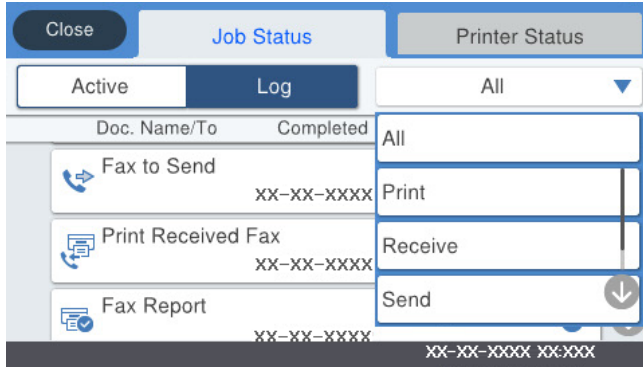 Close
Job Status
Printer Status
Active
Log
All
Doc. Name/To
Completed
All
Fax to Send
XX-XX-XXXX
Print
Print Received Fax
XX-XX-XXXX
Receive
Fax Report
XX-XX-XXXX
Send
XX-XX-XXXX XX:XXX